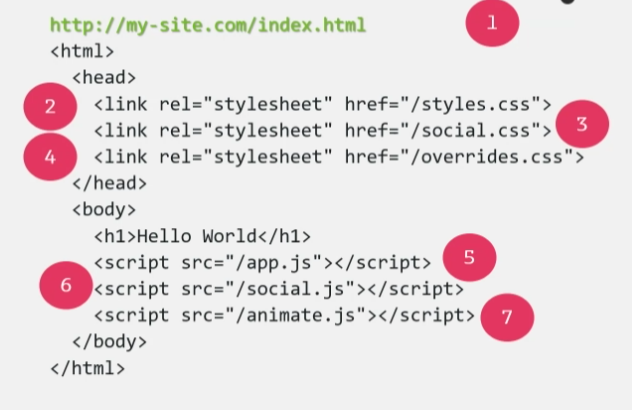 http://my-site.com/index.html 1
<html>
<head>
2 <link rel="stylesheet" href="/styles.css">
<link rel="stylesheet" href="/social.css"> 3
4 <link rel="stylesheet" href="/overrides.css">
</head>
<body>
<h1>Hello World</h1>
<script src="/app.js"></script> 5
6 <script src="/social.js"></script>
<script src="/animate.js"></script> 7
</body>
</html>